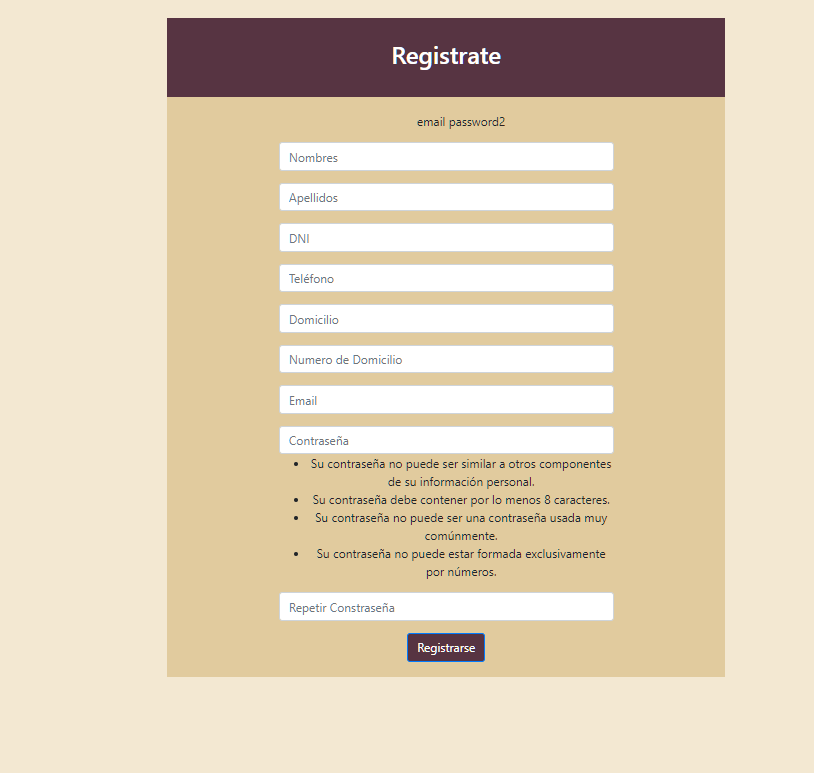 Registrate
email password2
Nombres
Apellidos
DNI
Teléfono
Domicilio
Numero de Domicilio
Email
Contraseña
Su contraseña no puede ser similar a otros componentes
de su información personal.
Su contraseña debe contener por lo menos 8 caracteres.
Su contraseña no puede ser una contraseña usada muy
comúnmente.
Su contraseña no puede estar formada exclusivamente
por números.
Repetir Constraseña
Registrarse